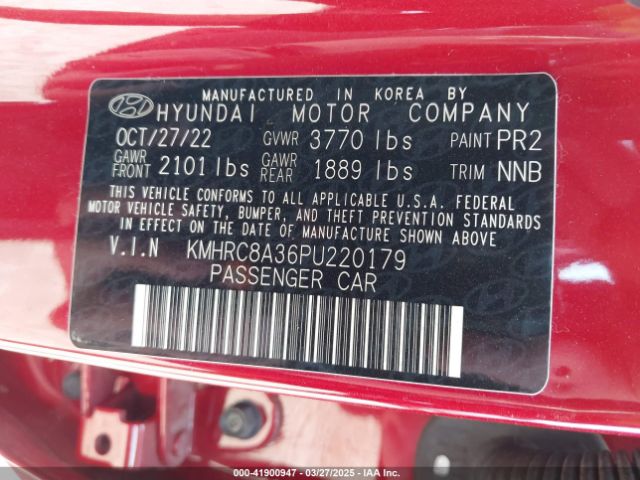 MANUFACTURED IN KOREA BY
HYUNDAI MOTOR COMPANY
OCT/27/22 GVWR 3770 lbs PAINT PR2
GAWR FRONT 2101 lbs GAWR REAR 1889 lbs TRIM NNB
THIS VEHICLE CONFORMS TO ALL APPLICABLE U.S.A. FEDERAL
MOTOR VEHICLE SAFETY, BUMPER, AND THEFT PREVENTION STANDARDS
IN EFFECT ON THE DATE OF MANUFACTURE SHOWN ABOVE
V.I.N KMHRC8A36PU220179
PASSENGER CAR
000-41900947 • 03/27/2025 • IAA Inc.